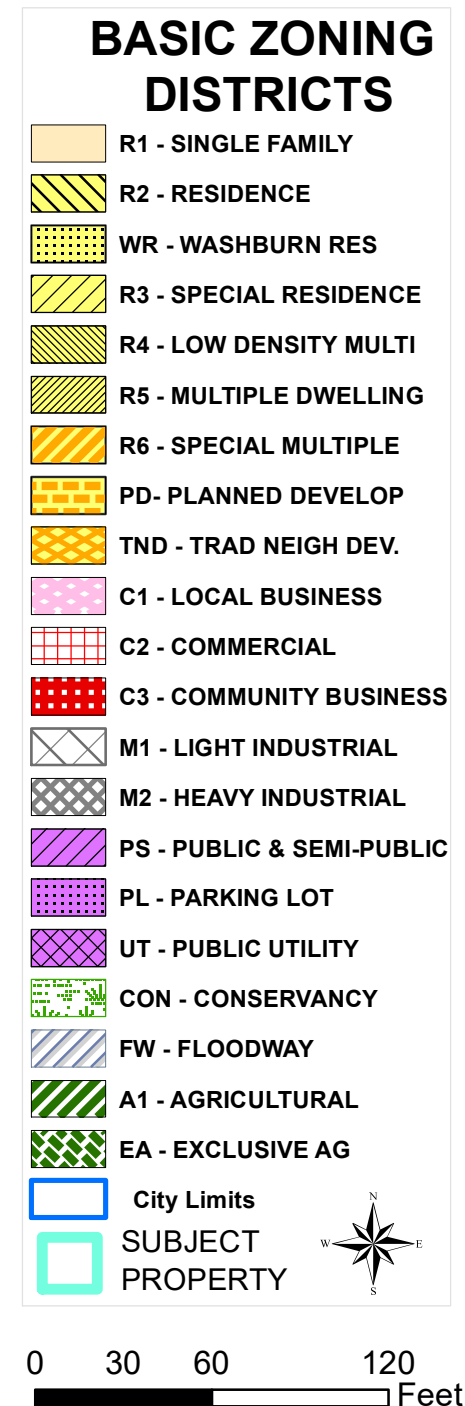 BASIC ZONING
DISTRICTS
R1 - SINGLE FAMILY
R2 - RESIDENCE
WR - WASHBURN RES
R3 - SPECIAL RESIDENCE
R4 - LOW DENSITY MULTI
R5 - MULTIPLE DWELLING
R6 - SPECIAL MULTIPLE
PD- PLANNED DEVELOP
TND - TRAD NEIGH DEV.
C1 - LOCAL BUSINESS
C2 - COMMERCIAL
C3 - COMMUNITY BUSINESS
M1 - LIGHT INDUSTRIAL
M2 - HEAVY INDUSTRIAL
PS - PUBLIC & SEMI-PUBLIC
PL - PARKING LOT
UT - PUBLIC UTILITY
CON - CONSERVANCY
FW - FLOODWAY
A1 - AGRICULTURAL
EA - EXCLUSIVE AG
City Limits
SUBJECT
PROPERTY
N
W E
S
0 30 60 120
Feet